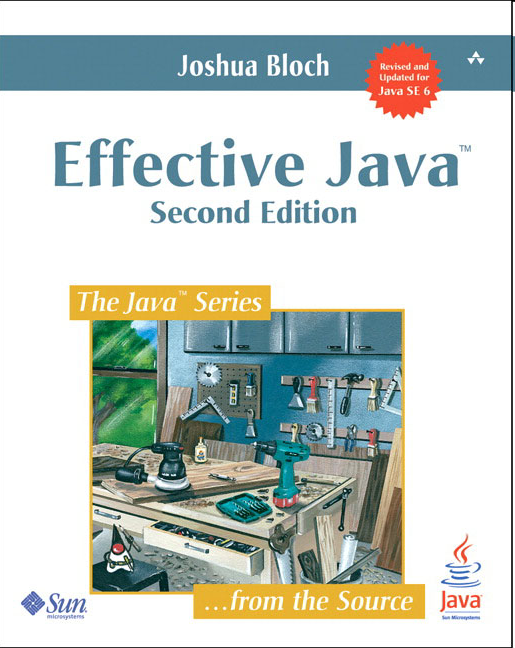 Joshua Bloch
Revised and
Updated for
Java SE 6
Effective Java™
Second Edition
The Java™ Series
...from the Source
Sun
microsystems
Java
Sun Microsystems